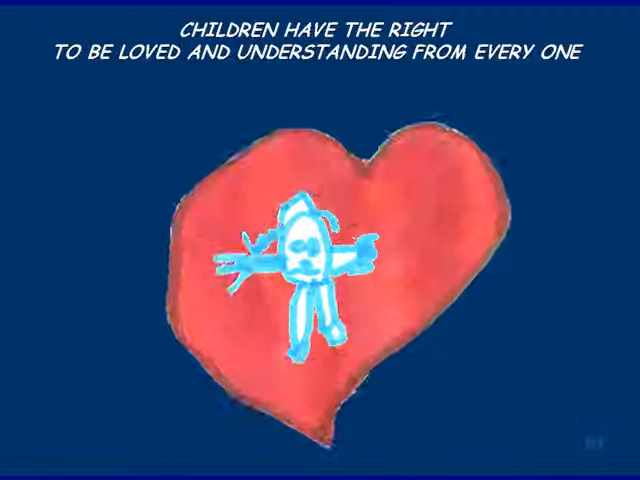 CHILDREN HAVE THE RIGHT
TO BE LOVED AND UNDERSTANDING FROM EVERY ONE